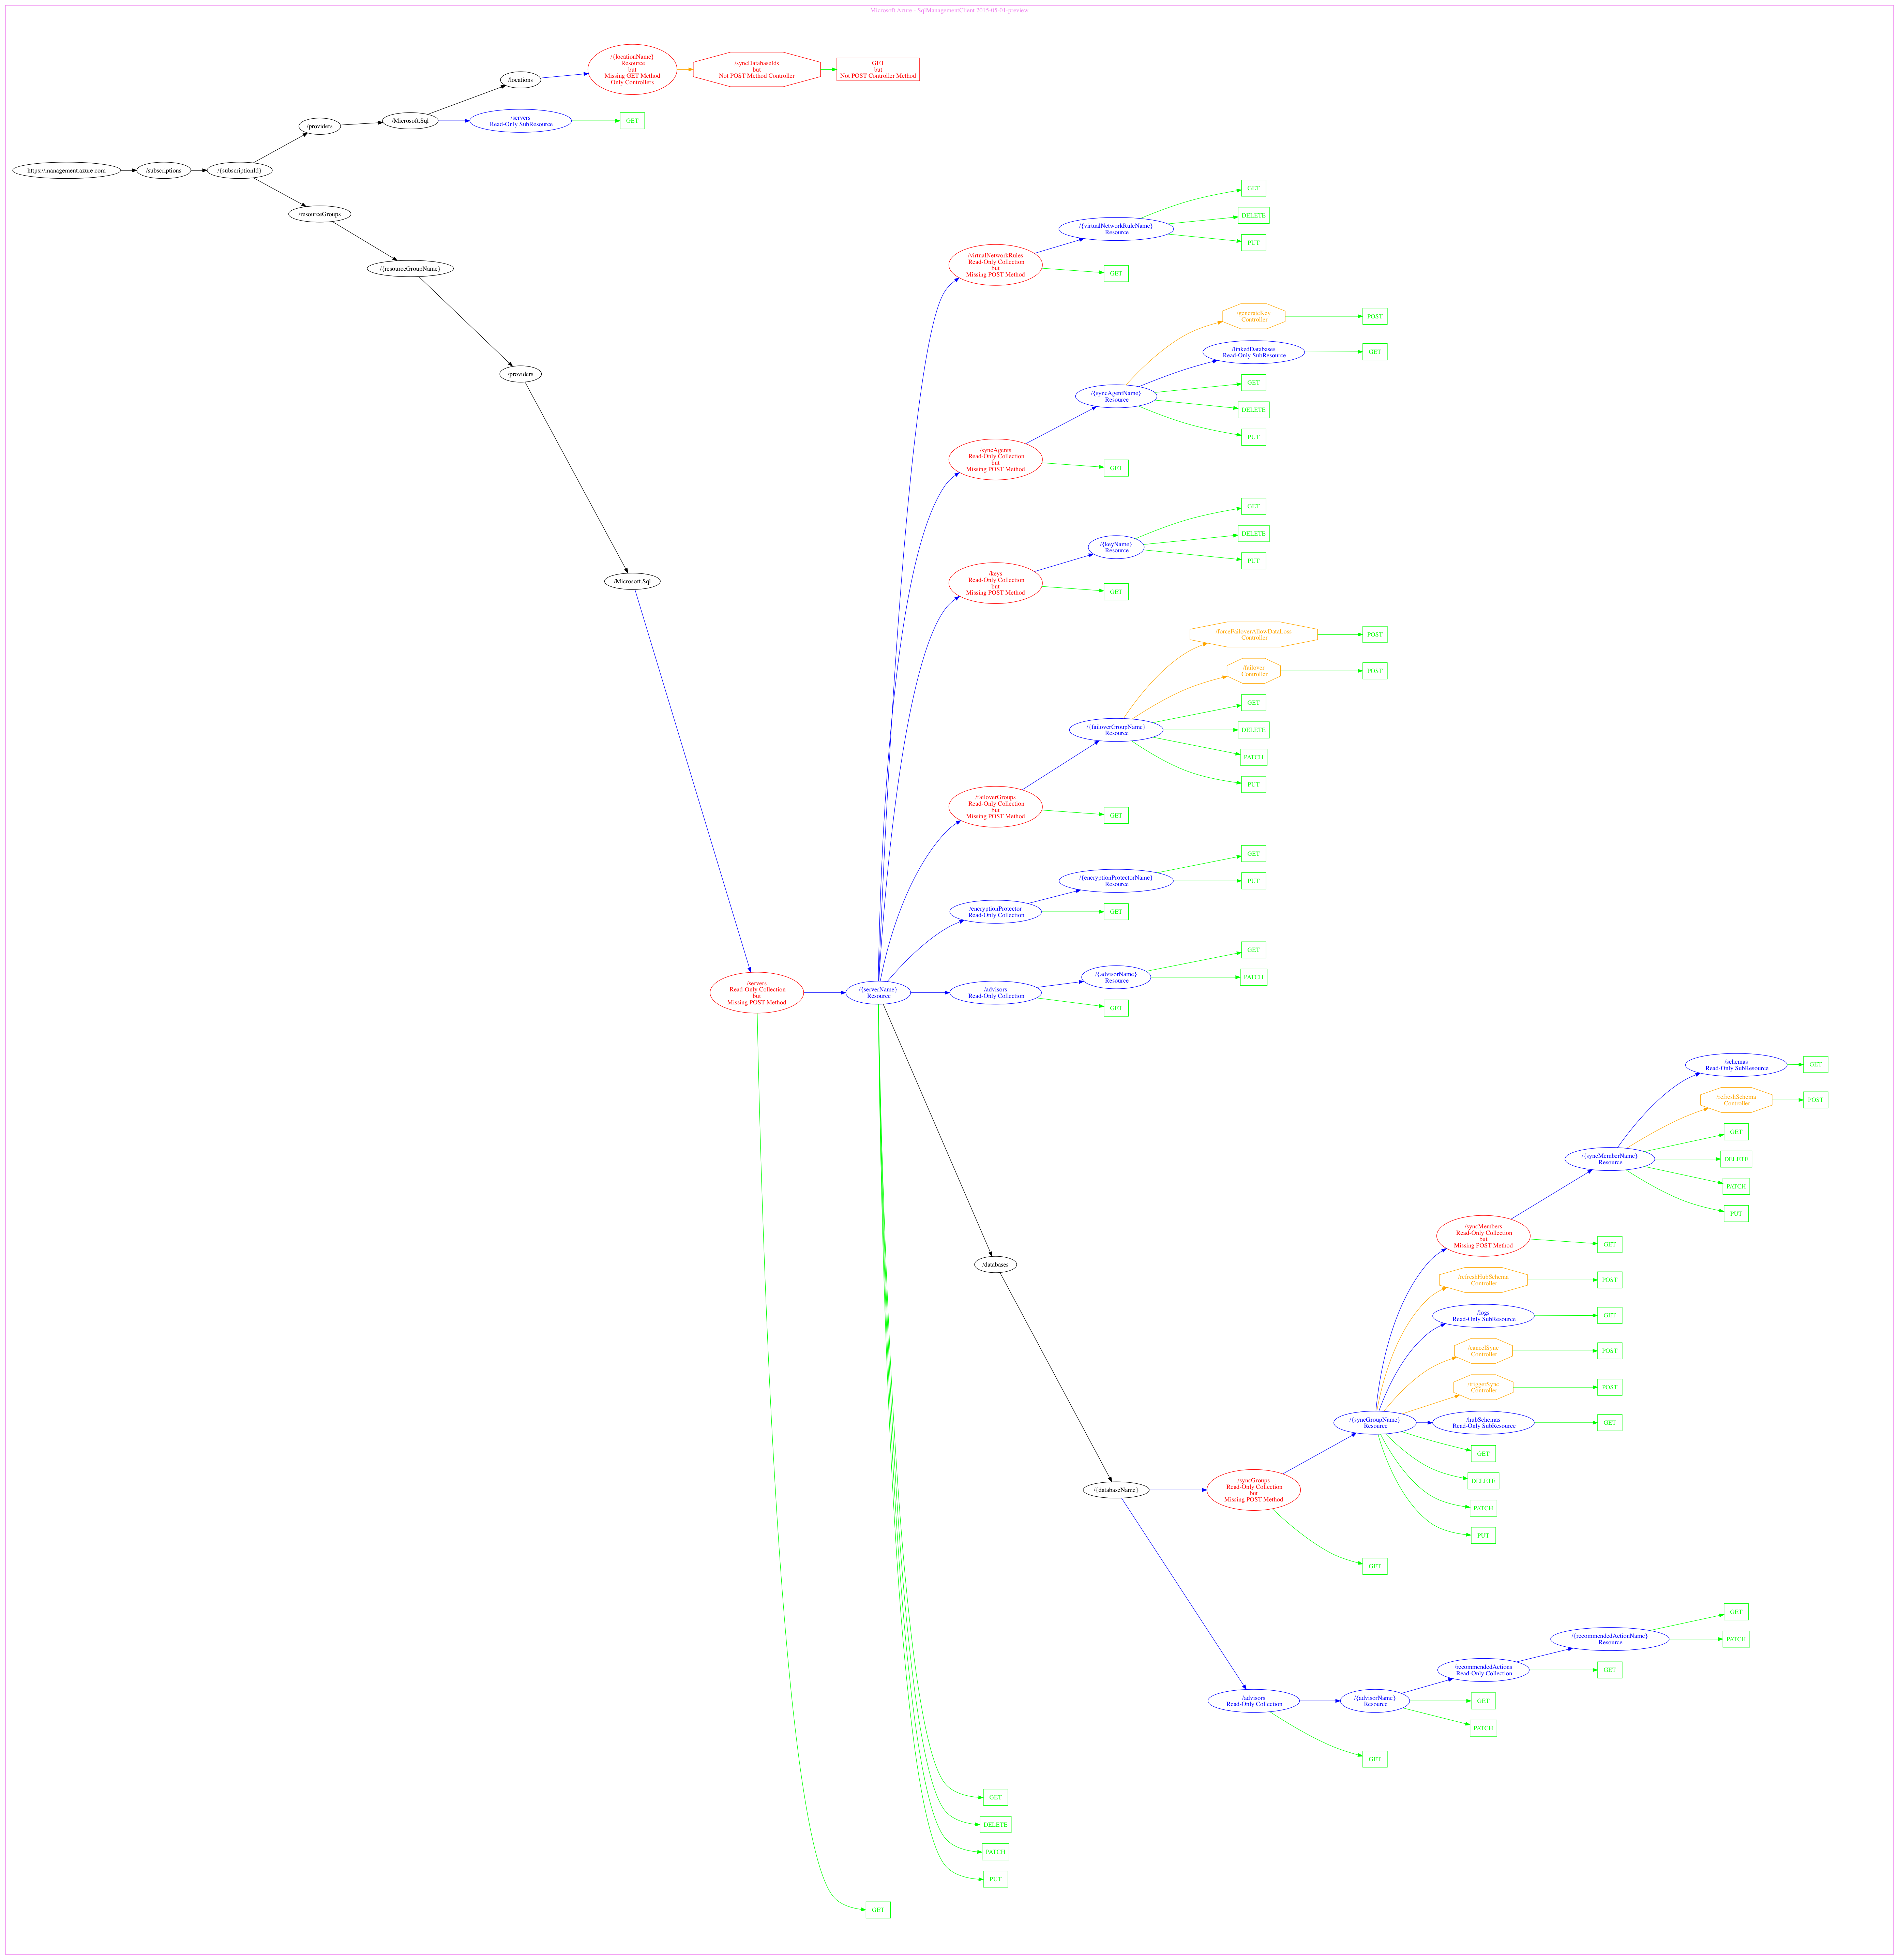 Microsoft Azure - SqlManagementClient 2015-05-01-preview
/{locationName}
Resource
but
Missing GET Method
Only Controllers
/syncDatabaseIds
but
Not POST Method Controller
GET
but
Not POST Controller Method
/locations
/servers
Read-Only SubResource
GET
/providers
/Microsoft.Sql
https://management.azure.com
/subscriptions
/{subscriptionId}
/resourceGroups
/{resourceGroupName}
/providers
/Microsoft.Sql
/servers
Read-Only Collection
but
Missing POST Method
/{serverName}
Resource
/virtualNetworkRules
Read-Only Collection
but
Missing POST Method
/{virtualNetworkRuleName}
Resource
GET
DELETE
PUT
GET
/syncAgents
Read-Only Collection
but
Missing POST Method
/{syncAgentName}
Resource
/generateKey
Controller
POST
/linkedDatabases
Read-Only SubResource
GET
GET
DELETE
PUT
GET
/keys
Read-Only Collection
but
Missing POST Method
/{keyName}
Resource
GET
DELETE
PUT
GET
/failoverGroups
Read-Only Collection
but
Missing POST Method
/{failoverGroupName}
Resource
/forceFailoverAllowDataLoss
Controller
POST
/failover
Controller
POST
GET
DELETE
PATCH
PUT
GET
/encryptionProtector
Read-Only Collection
/{encryptionProtectorName}
Resource
GET
PUT
GET
/advisors
Read-Only Collection
/{advisorName}
Resource
GET
PATCH
GET
/databases
/{databaseName}
/syncGroups
Read-Only Collection
but
Missing POST Method
/{syncGroupName}
Resource
/syncMembers
Read-Only Collection
but
Missing POST Method
/{syncMemberName}
Resource
/schemas
Read-Only SubResource
GET
/refreshSchema
Controller
POST
GET
DELETE
PATCH
PUT
GET
/refreshHubSchema
Controller
POST
/logs
Read-Only SubResource
GET
/cancelSync
Controller
POST
/triggerSync
Controller
POST
/hubSchemas
Read-Only SubResource
GET
GET
DELETE
PATCH
PUT
GET
/advisors
Read-Only Collection
/{advisorName}
Resource
/recommendedActions
Read-Only Collection
/{recommendedActionName}
Resource
GET
PATCH
GET
GET
PATCH
GET
GET
DELETE
PATCH
PUT
GET